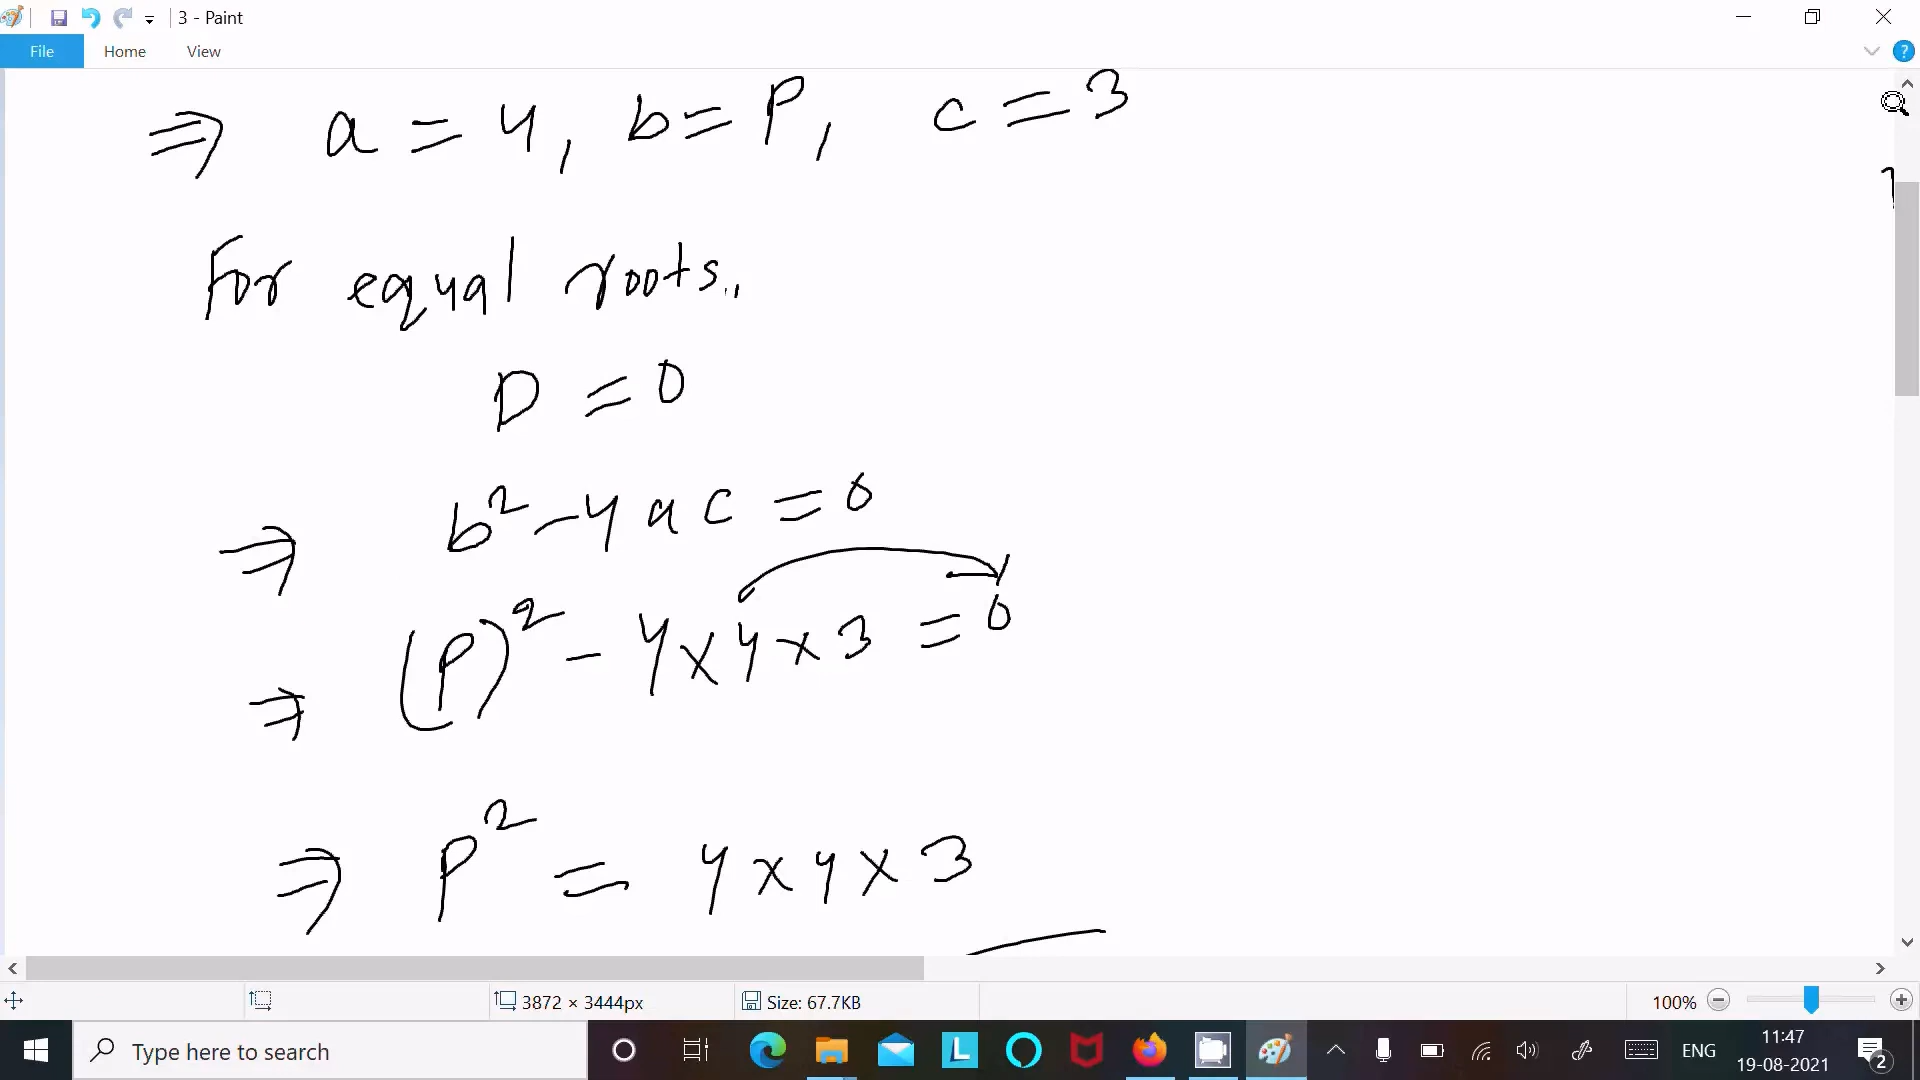 3 - Paint
File Home View
⇒ a = 4, b = P, c = 3
For equal roots..
D = 0
⇒ b² - 4ac = 0
⇒ (P)² - 4×4×3 = 0
⇒ P² = 4×4×3
3872 × 3444px Size: 67.7KB 100%
Type here to search ENG 11:47
19-08-2021 2